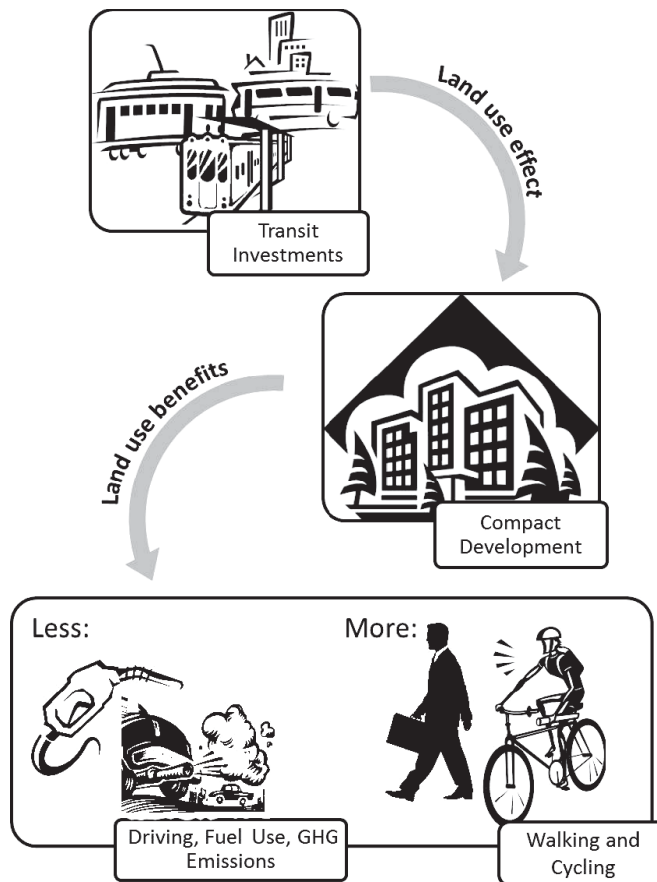 Land use effect
Transit
Investments
Land use benefits
Compact
Development
Less:
More:
Driving, Fuel Use, GHG
Emissions
Walking and
Cycling